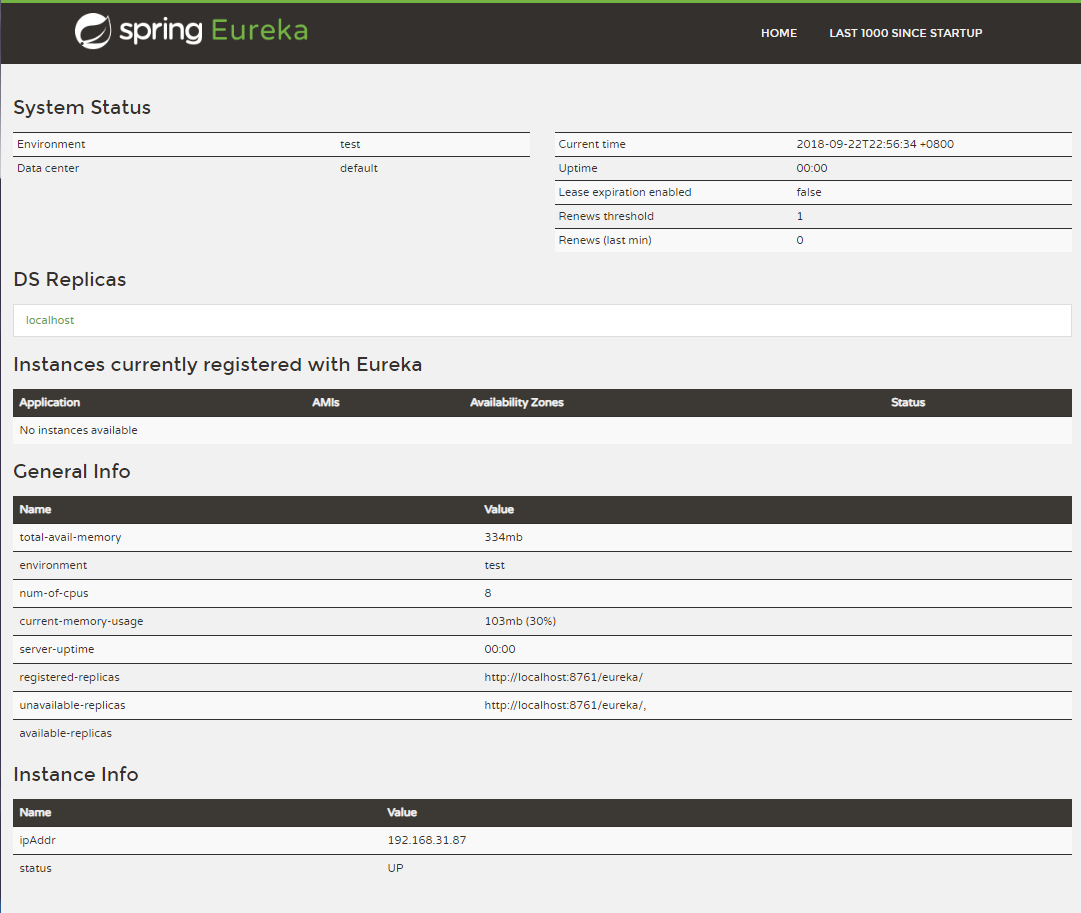 spring Eureka
HOME LAST 1000 SINCE STARTUP
System Status
Environment test
Data center default
Current time 2018-09-22T22:56:34 +0800
Uptime 00:00
Lease expiration enabled false
Renews threshold 1
Renews (last min) 0
DS Replicas
localhost
Instances currently registered with Eureka
Application AMIs Availability Zones Status
No instances available
General Info
Name Value
total-avail-memory 334mb
environment test
num-of-cpus 8
current-memory-usage 103mb (30%)
server-uptime 00:00
registered-replicas http://localhost:8761/eureka/
unavailable-replicas http://localhost:8761/eureka/,
available-replicas
Instance Info
Name Value
ipAddr 192.168.31.87
status UP